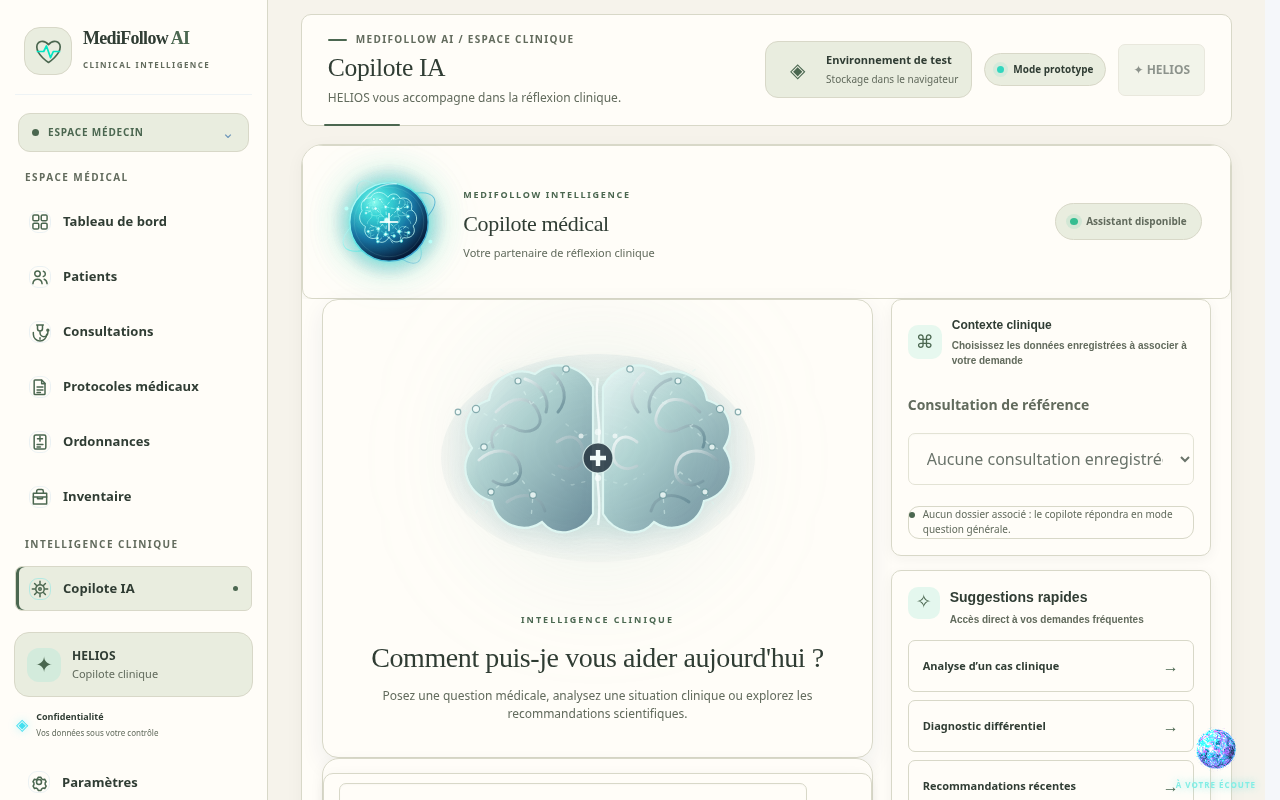 MediFollow AI
CLINICAL INTELLIGENCE
ESPACE MÉDECIN
ESPACE MÉDICAL
Tableau de bord
Patients
Consultations
Protocoles médicaux
Ordonnances
Inventaire
INTELLIGENCE CLINIQUE
Copilote IA
HELIOS
Copilote clinique
Confidentialité
Vos données sous votre contrôle
Paramètres
MEDIFOLLOW AI / ESPACE CLINIQUE
Copilote IA
HELIOS vous accompagne dans la réflexion clinique.
Environnement de test
Stockage dans le navigateur
Mode prototype
✦ HELIOS
MEDIFOLLOW INTELLIGENCE
Copilote médical
Votre partenaire de réflexion clinique
Assistant disponible
INTELLIGENCE CLINIQUE
Comment puis-je vous aider aujourd'hui ?
Posez une question médicale, analysez une situation clinique ou explorez les
recommandations scientifiques.
Contexte clinique
Choisissez les données enregistrées à associer à
votre demande
Consultation de référence
Aucune consultation enregistré
Aucun dossier associé : le copilote répondra en mode
question générale.
Suggestions rapides
Accès direct à vos demandes fréquentes
Analyse d’un cas clinique →
Diagnostic différentiel →
Recommandations récentes →
À VOTRE ÉCOUTE